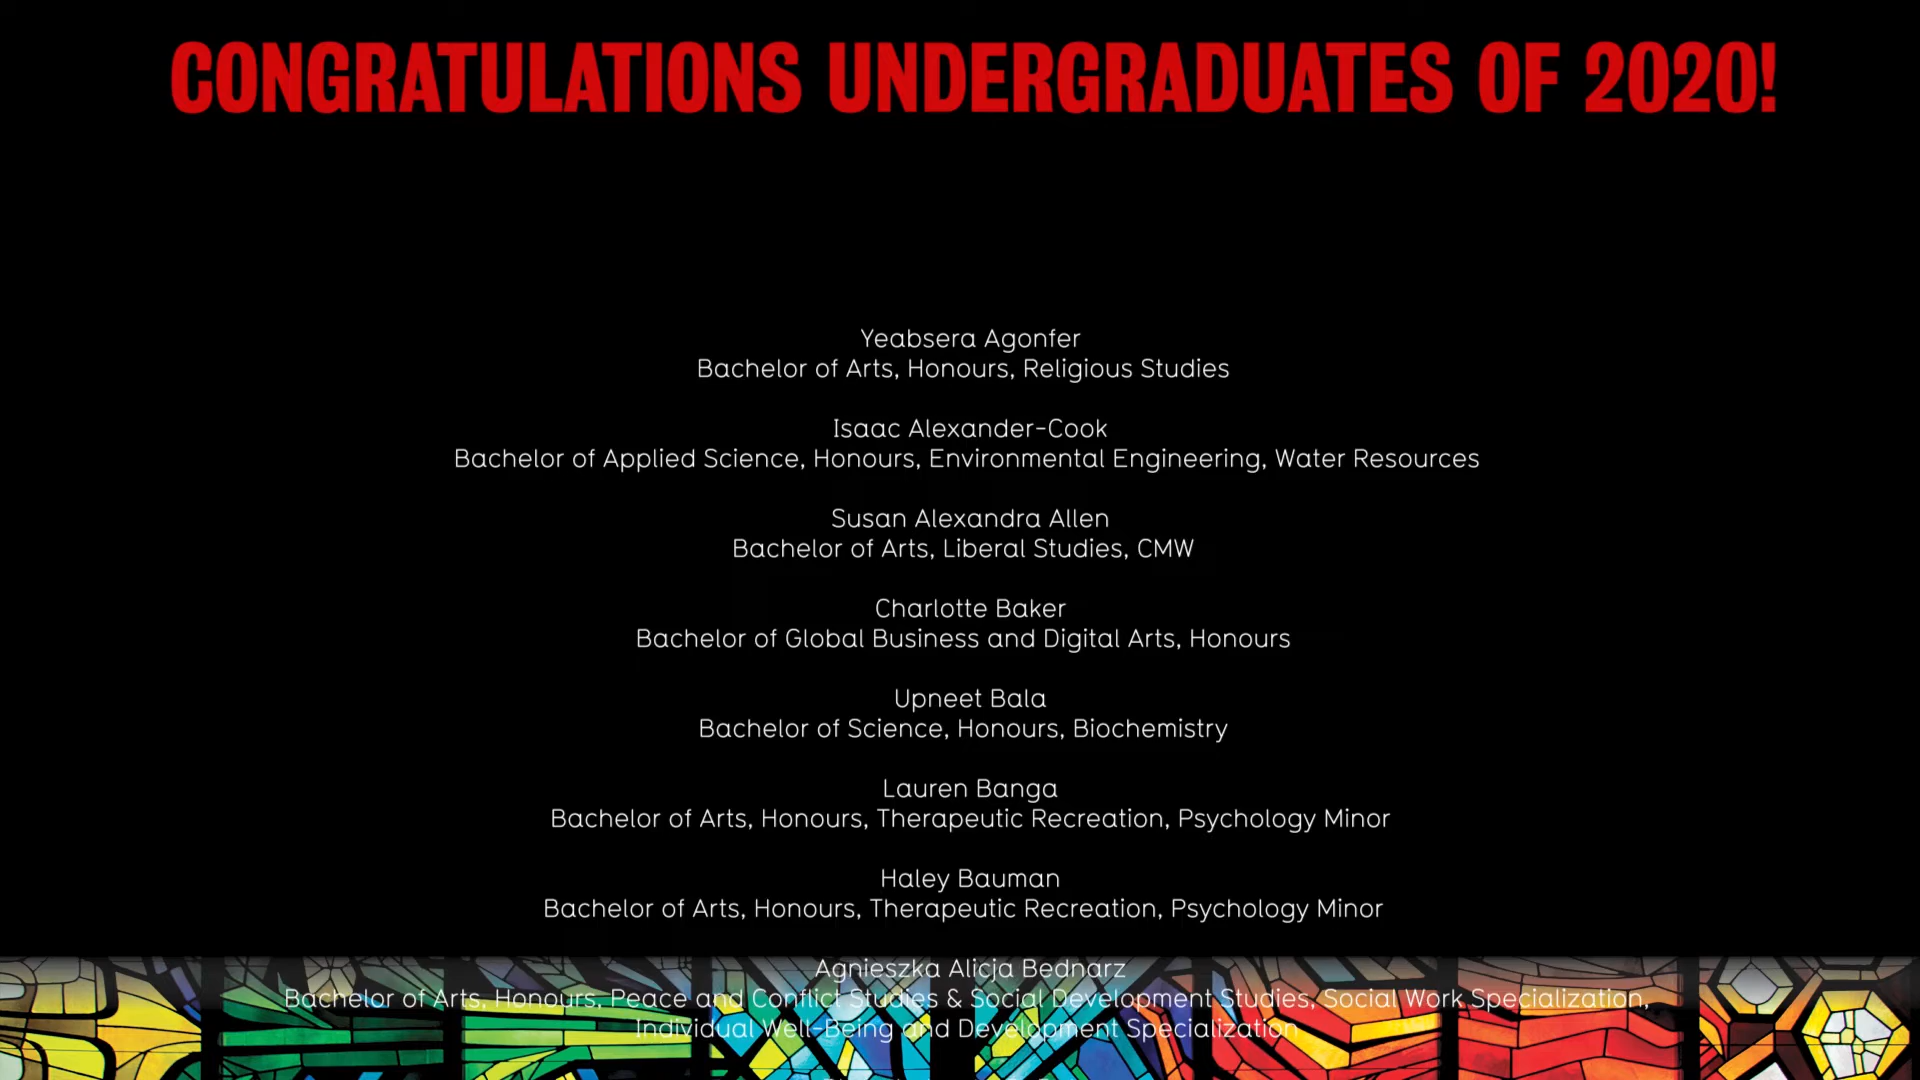 CONGRATULATIONS UNDERGRADUATES OF 2020!
Yeabsera Agonfer
Bachelor of Arts, Honours, Religious Studies
Isaac Alexander-Cook
Bachelor of Applied Science, Honours, Environmental Engineering, Water Resources
Susan Alexandra Allen
Bachelor of Arts, Liberal Studies, CMW
Charlotte Baker
Bachelor of Global Business and Digital Arts, Honours
Upneet Bala
Bachelor of Science, Honours, Biochemistry
Lauren Banga
Bachelor of Arts, Honours, Therapeutic Recreation, Psychology Minor
Haley Bauman
Bachelor of Arts, Honours, Therapeutic Recreation, Psychology Minor
Agnieszka Alicja Bednarz
Bachelor of Arts, Honours, Peace and Conflict Studies & Social Development Studies, Social Work Specialization,
Individual Well-Being and Development Specialization